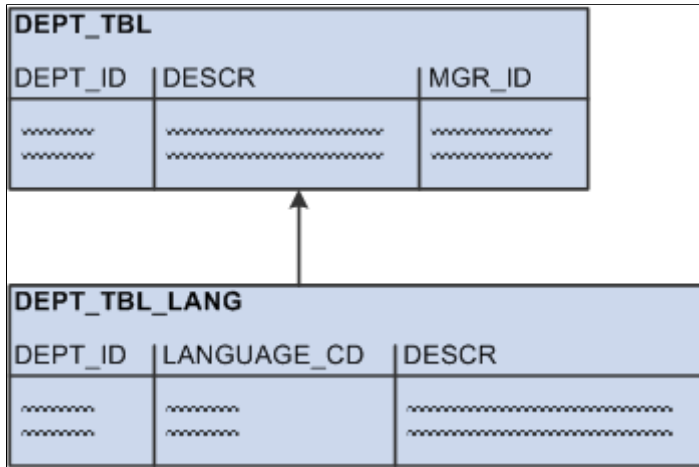 DEPT_TBL
DEPT_ID DESCR MGR_ID
DEPT_TBL_LANG
DEPT_ID LANGUAGE_CD DESCR